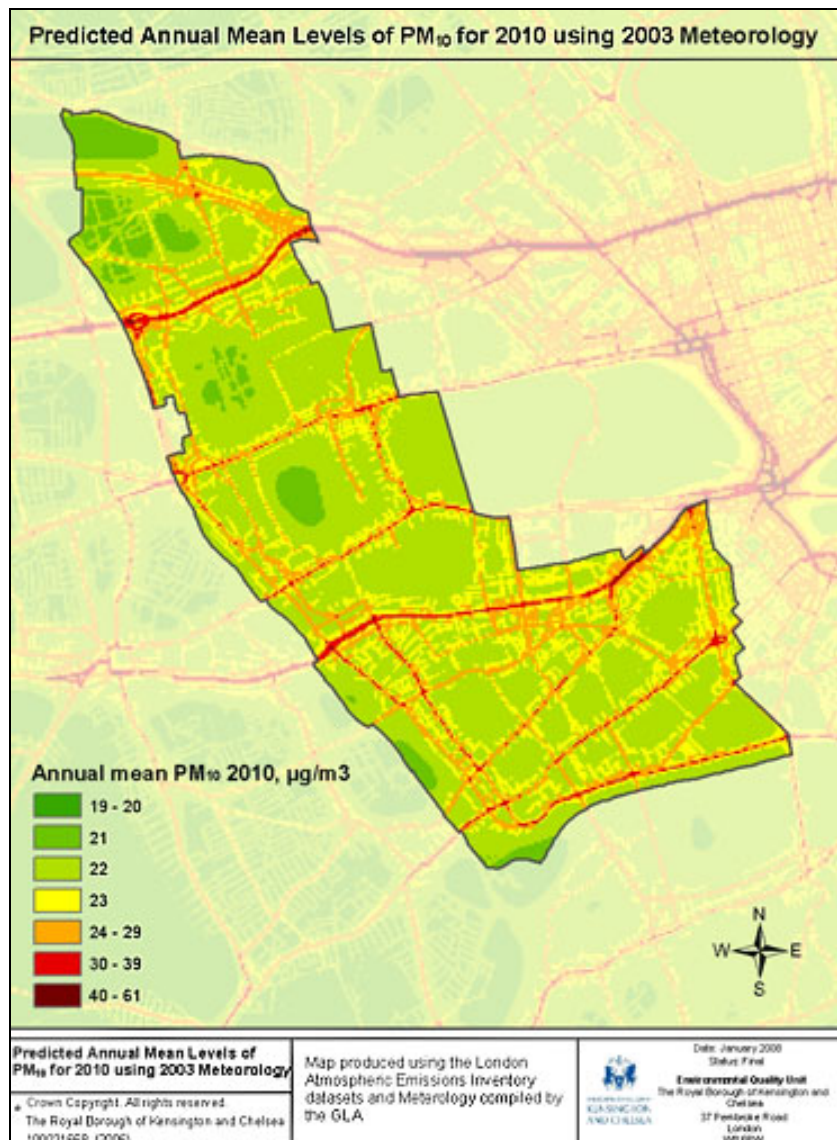 Predicted Annual Mean Levels of PM₁₀ for 2010 using 2003 Meteorology
Annual mean PM₁₀ 2010, µg/m3
19 - 20
21
22
23
24 - 29
30 - 39
40 - 61
N
W E
S
Predicted Annual Mean Levels of
PM₁₀ for 2010 using 2003 Meteorology
Crown Copyright. All rights reserved.
The Royal Borough of Kensington and Chelsea
Map produced using the London
Atmospheric Emissions Inventory
datasets and Meterology compiled by
the GLA
KENSINGTON
AND CHELSEA
Date: January 2008
Status: Final
Environmental Quality Unit
The Royal Borough of Kensington and
Chelsea
37 Pembroke Road
London